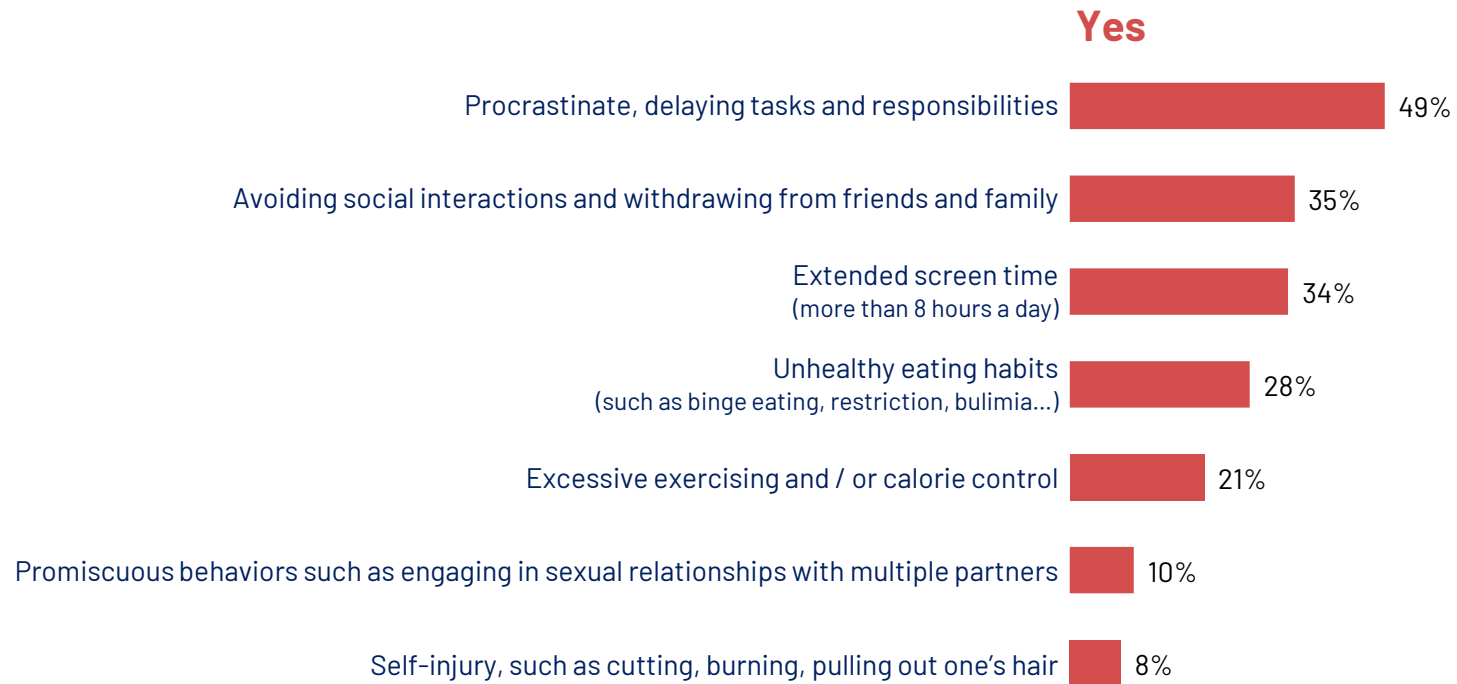 Yes
Procrastinate, delaying tasks and responsibilities 49%
Avoiding social interactions and withdrawing from friends and family 35%
Extended screen time
(more than 8 hours a day) 34%
Unhealthy eating habits
(such as binge eating, restriction, bulimia...) 28%
Excessive exercising and / or calorie control 21%
Promiscuous behaviors such as engaging in sexual relationships with multiple partners 10%
Self-injury, such as cutting, burning, pulling out one's hair 8%